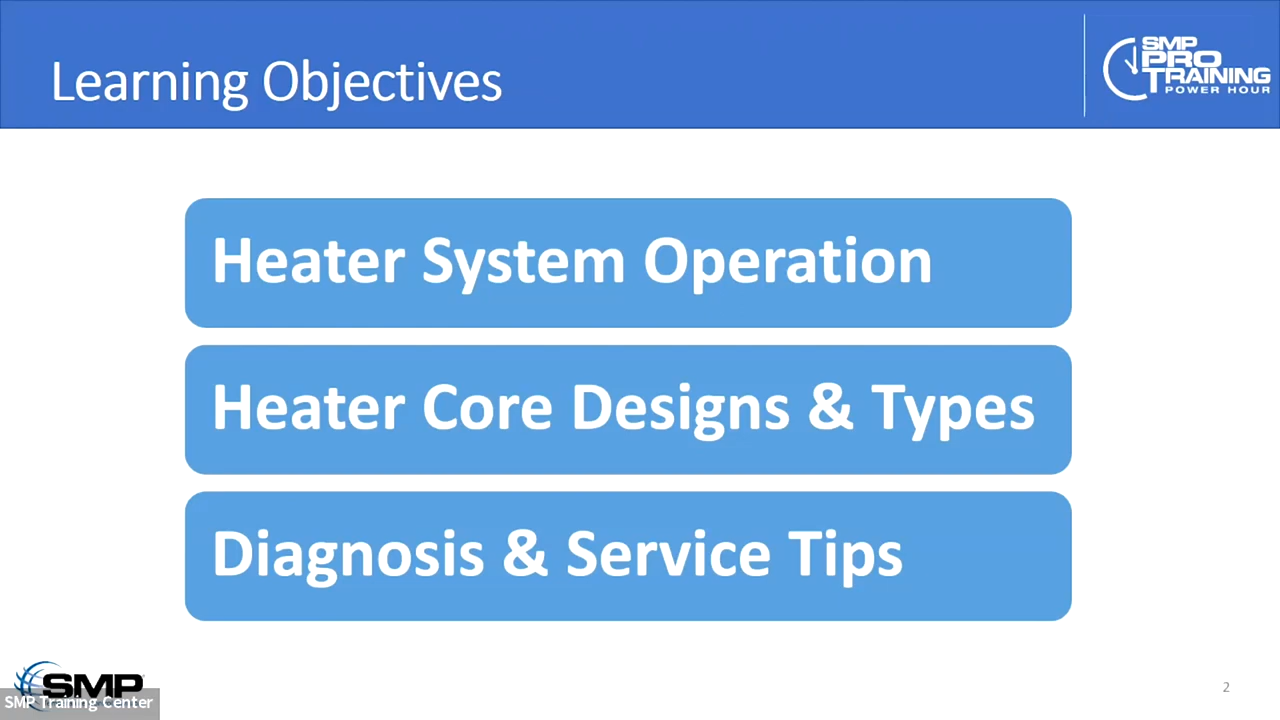 Learning Objectives
SMP
PRO
TRAINING
POWER HOUR
Heater System Operation
Heater Core Designs & Types
Diagnosis & Service Tips
SMP
SMP Training Center
2